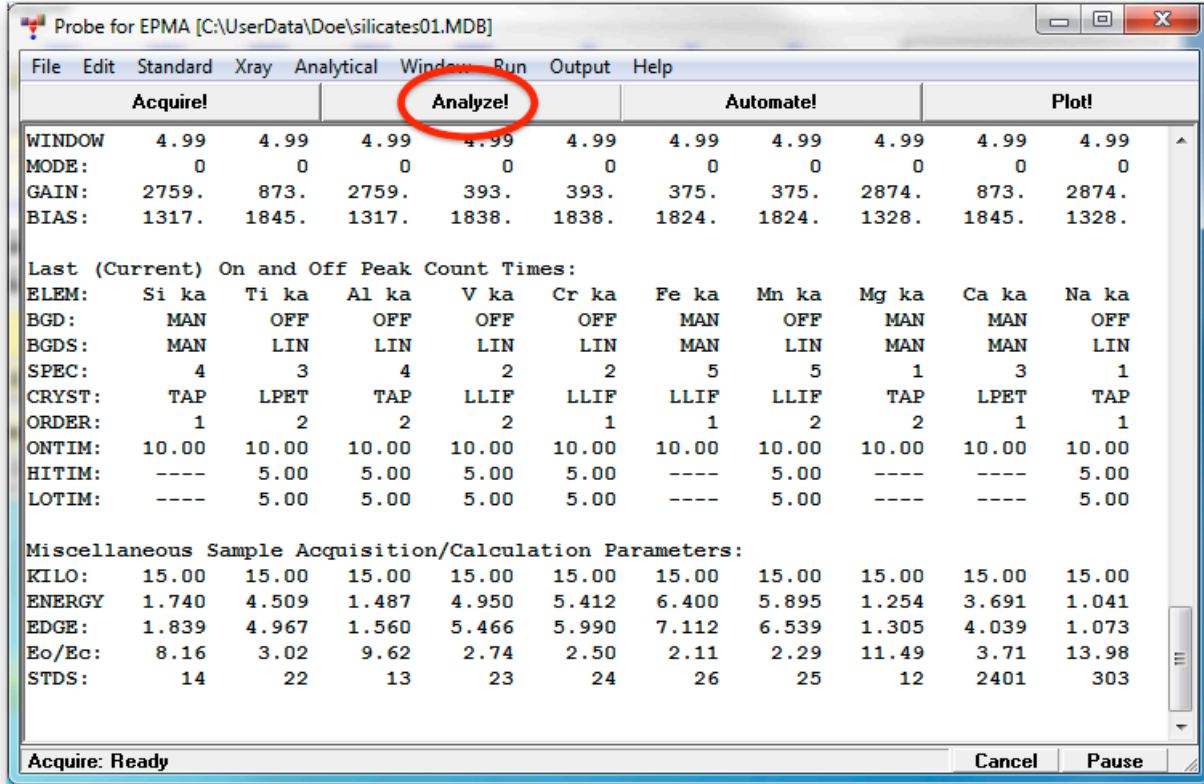 Probe for EPMA [C:\UserData\Doe\silicates01.MDB]
File Edit Standard Xray Analytical Window Run Output Help
Acquire! Analyze! Automate! Plot!
WINDOW 4.99 4.99 4.99 4.99 4.99 4.99 4.99 4.99 4.99 4.99
MODE: 0 0 0 0 0 0 0 0 0 0
GAIN: 2759. 873. 2759. 393. 393. 375. 375. 2874. 873. 2874.
BIAS: 1317. 1845. 1317. 1838. 1838. 1824. 1824. 1328. 1845. 1328.
Last (Current) On and Off Peak Count Times:
ELEM: Si ka Ti ka Al ka V ka Cr ka Fe ka Mn ka Mg ka Ca ka Na ka
BGD: MAN OFF OFF OFF OFF MAN OFF MAN MAN OFF
BGDS: MAN LIN LIN LIN LIN MAN LIN MAN MAN LIN
SPEC: 4 3 4 2 2 5 5 1 3 1
CRYST: TAP LPET TAP LLIF LLIF LLIF LLIF TAP LPET TAP
ORDER: 1 2 2 2 1 1 2 2 1 1
ONTIM: 10.00 10.00 10.00 10.00 10.00 10.00 10.00 10.00 10.00 10.00
HITIM: ---- 5.00 5.00 5.00 5.00 ---- 5.00 ---- ---- 5.00
LOTIM: ---- 5.00 5.00 5.00 5.00 ---- 5.00 ---- ---- 5.00
Miscellaneous Sample Acquisition/Calculation Parameters:
KILO: 15.00 15.00 15.00 15.00 15.00 15.00 15.00 15.00 15.00 15.00
ENERGY 1.740 4.509 1.487 4.950 5.412 6.400 5.895 1.254 3.691 1.041
EDGE: 1.839 4.967 1.560 5.466 5.990 7.112 6.539 1.305 4.039 1.073
Eo/Ec: 8.16 3.02 9.62 2.74 2.50 2.11 2.29 11.49 3.71 13.98
STDS: 14 22 13 23 24 26 25 12 2401 303
Acquire: Ready Cancel Pause